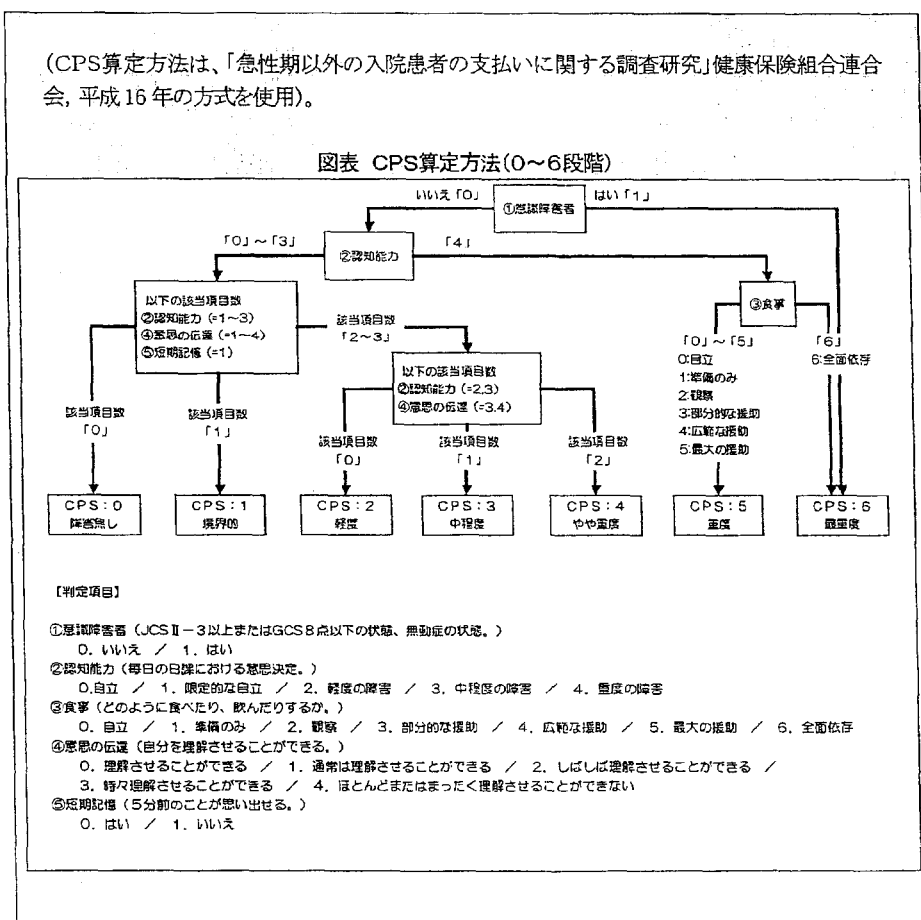 (CPS算定方法は、「急性期以外の入院患者の支払いに関する調査研究」健康保険組合連合
会, 平成16年の方式を使用)。
図表 CPS算定方法(0～6段階)
いいえ「0」
①意識障害者
はい「1」
「0」～「3」
②認知能力
「4」
以下の該当項目数
②認知能力 (=1～3)
④意思の伝達 (=1～4)
⑤短期記憶 (=1)
該当項目数
「2～3」
③食事
以下の該当項目数
②認知能力 (=2,3)
④意思の伝達 (=3,4)
「0」～「5」
0:自立
1:準備のみ
2:観察
3:部分的な援助
4:広範な援助
5:最大の援助
「6」
6:全面依存
該当項目数
「0」
該当項目数
「1」
該当項目数
「0」
該当項目数
「1」
該当項目数
「2」
CPS:0
障害無し
CPS:1
境界的
CPS:2
軽度
CPS:3
中程度
CPS:4
やや重度
CPS:5
重度
CPS:6
最重度
【判定項目】
①意識障害者(JCSⅡ-3以上またはGCS8点以下の状態、無動症の状態。)
0. いいえ / 1. はい
②認知能力(毎日の日課における意思決定。)
0.自立 / 1. 限定的な自立 / 2. 軽度の障害 / 3. 中程度の障害 / 4. 重度の障害
③食事(どのように食べたり、飲んだりするか。)
0. 自立 / 1. 準備のみ / 2. 観察 / 3. 部分的な援助 / 4. 広範な援助 / 5. 最大の援助 / 6. 全面依存
④意思の伝達(自分を理解させることができる。)
0. 理解させることができる / 1. 通常は理解させることができる / 2. しばしば理解させることができる /
3. 時々理解させることができる / 4. ほとんどまたはまったく理解させることができない
⑤短期記憶(5分前のことが思い出せる。)
0. はい / 1. いいえ